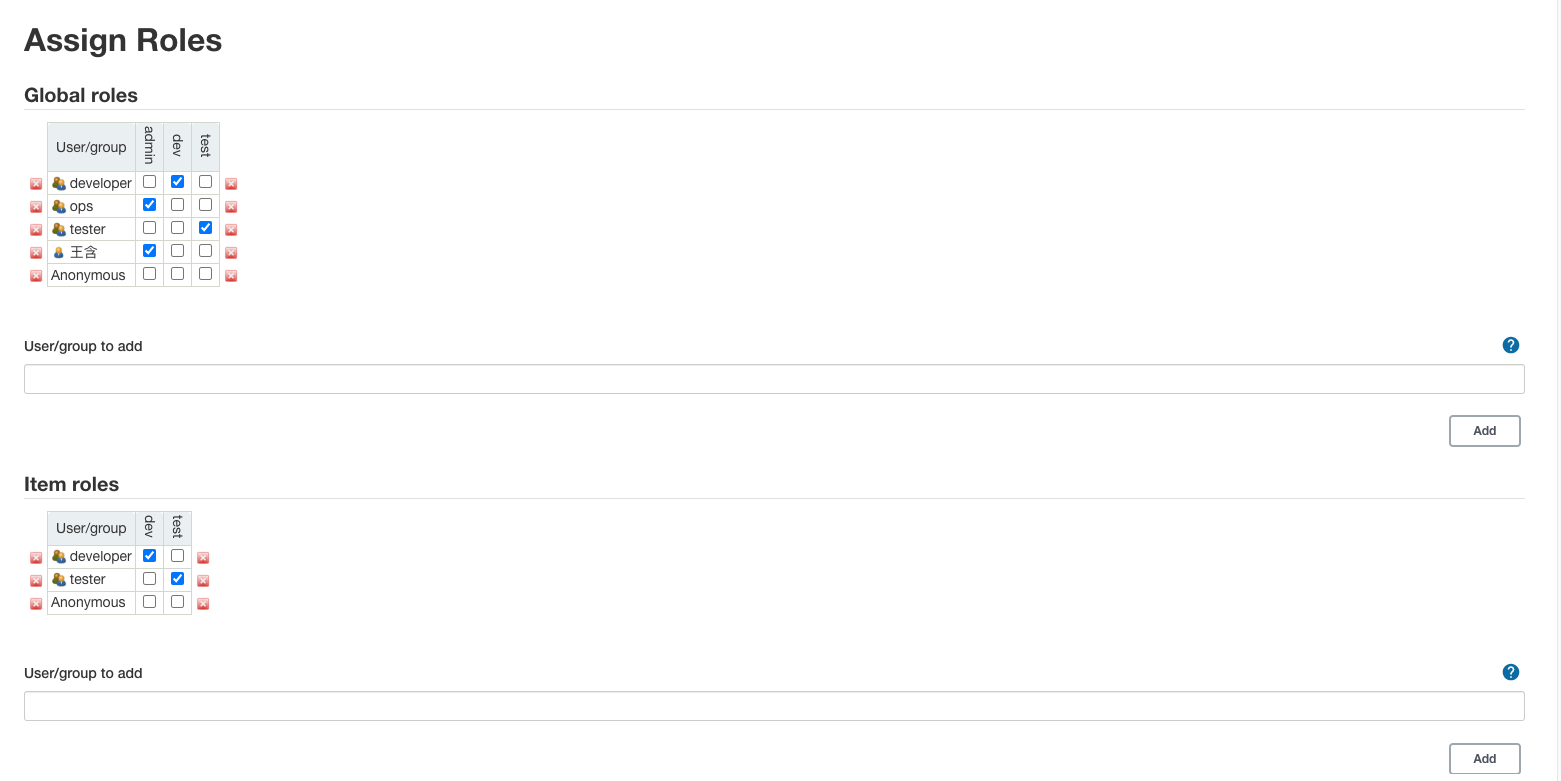 Assign Roles
Global roles
User/group admin dev test
developer
ops
tester
王含
Anonymous
User/group to add
?
Add
Item roles
User/group dev test
developer
tester
Anonymous
User/group to add
?
Add